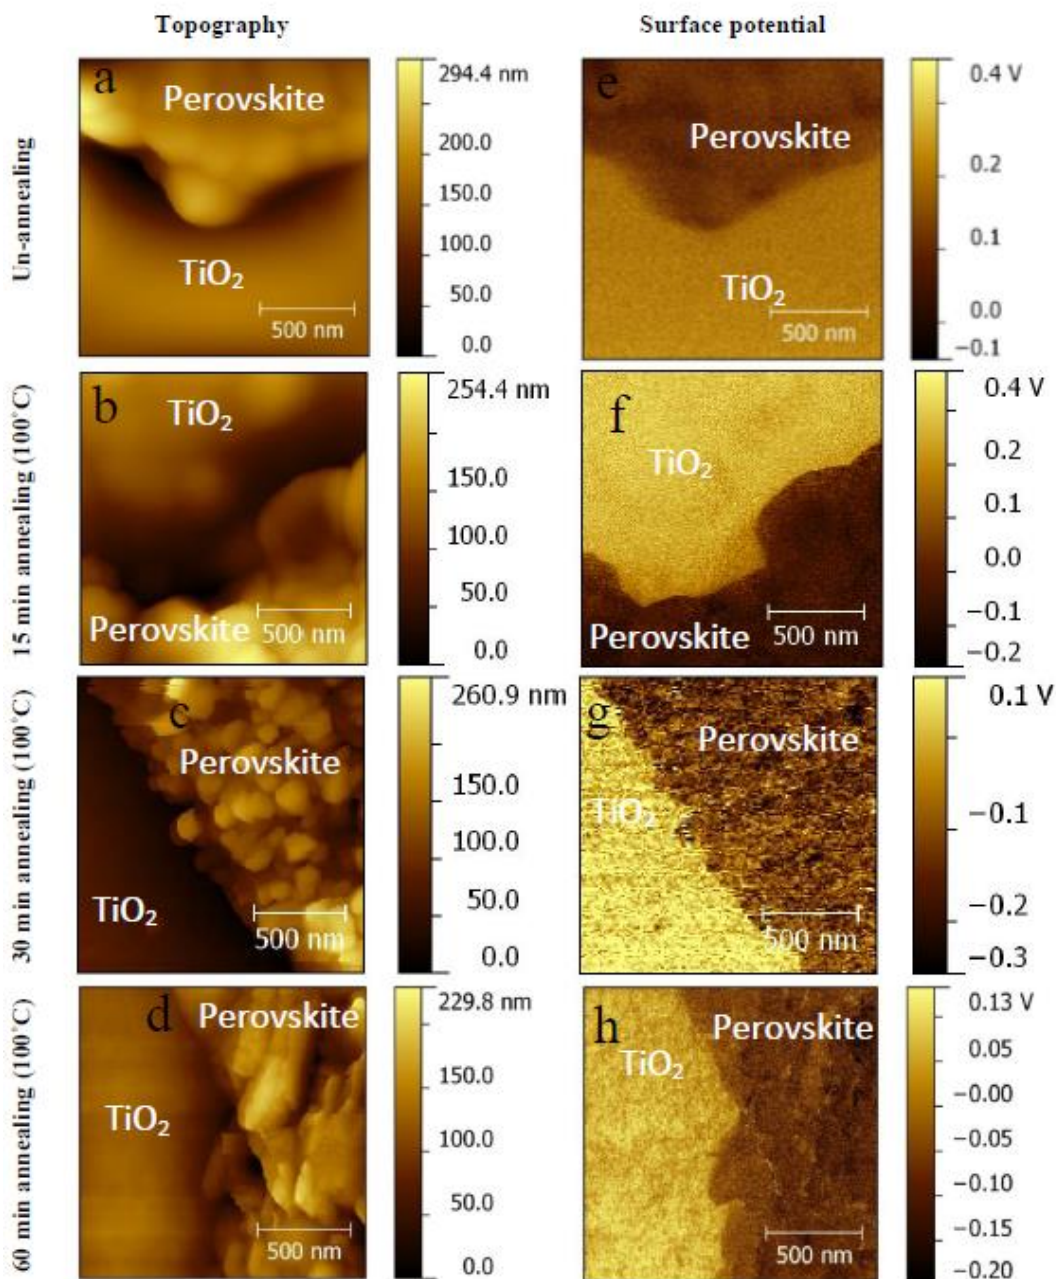 Topography
Surface potential
Un-annealing
a
Perovskite
TiO₂
500 nm
294.4 nm
200.0
150.0
100.0
50.0
0.0
e
Perovskite
TiO₂
500 nm
0.4 V
0.2
0.1
0.0
−0.1
15 min annealing (100˚C)
b
TiO₂
Perovskite
500 nm
254.4 nm
150.0
100.0
50.0
0.0
f
TiO₂
Perovskite
500 nm
0.4 V
0.2
0.1
0.0
−0.1
−0.2
30 min annealing (100˚C)
c
Perovskite
TiO₂
500 nm
260.9 nm
150.0
100.0
50.0
0.0
g
Perovskite
TiO₂
500 nm
0.1 V
−0.1
−0.2
−0.3
60 min annealing (100˚C)
d
Perovskite
TiO₂
500 nm
229.8 nm
150.0
100.0
50.0
0.0
h
Perovskite
TiO₂
500 nm
0.13 V
0.05
−0.00
−0.05
−0.10
−0.15
−0.20